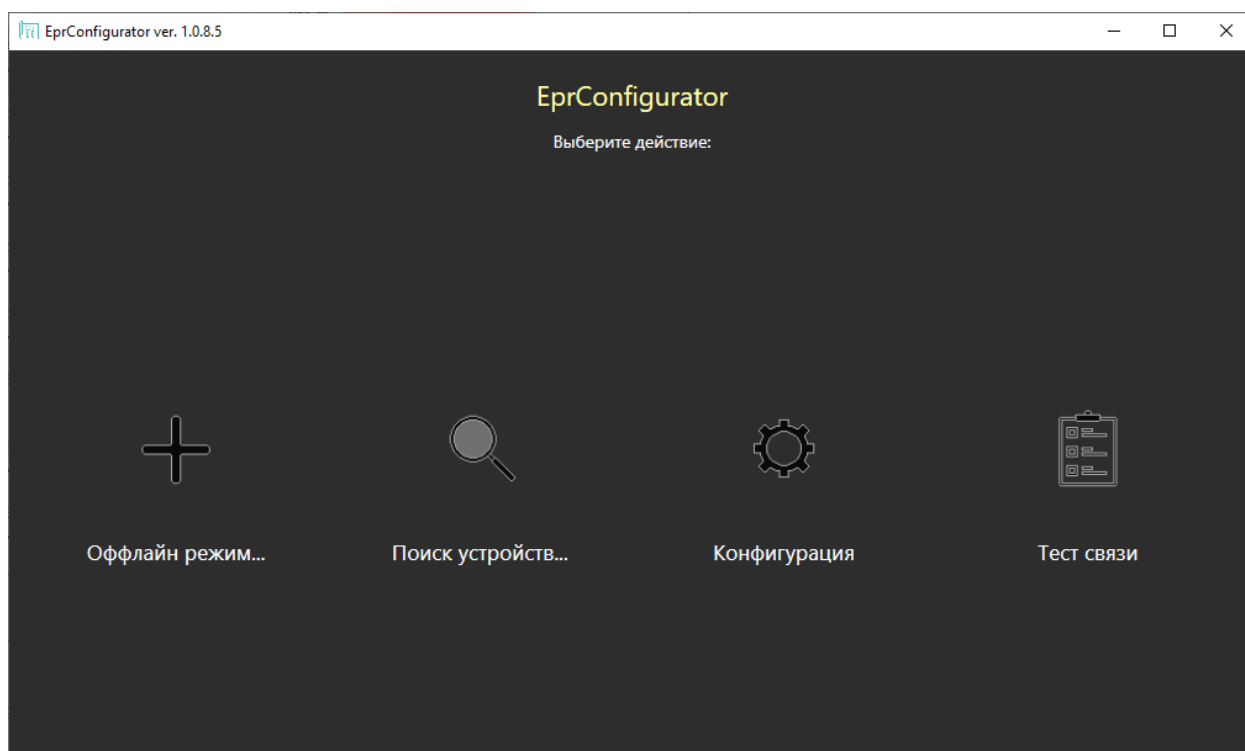 EprConfigurator ver. 1.0.8.5
EprConfigurator
Выберите действие:
Оффлайн режим...
Поиск устройств...
Конфигурация
Тест связи